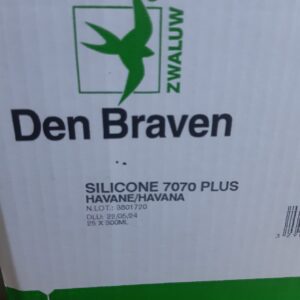 ZWALUW
Den Braven
SILICONE 7070 PLUS
HAVANE/HAVANA
N.LOT.: 3801720
DLU: 22/05/24
25 X 300ML